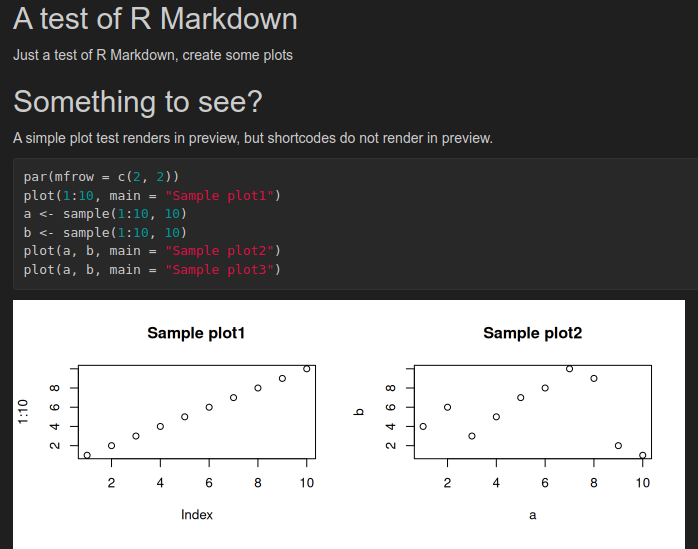 A test of R Markdown
Just a test of R Markdown, create some plots
Something to see?
A simple plot test renders in preview, but shortcodes do not render in preview.
par(mfrow = c(2, 2))
plot(1:10, main = "Sample plot1")
a <- sample(1:10, 10)
b <- sample(1:10, 10)
plot(a, b, main = "Sample plot2")
plot(a, b, main = "Sample plot3")
Sample plot1
1:10
8
6
4
2
2 4 6 8 10
Index
Sample plot2
b
8
6
4
2
2 4 6 8 10
a